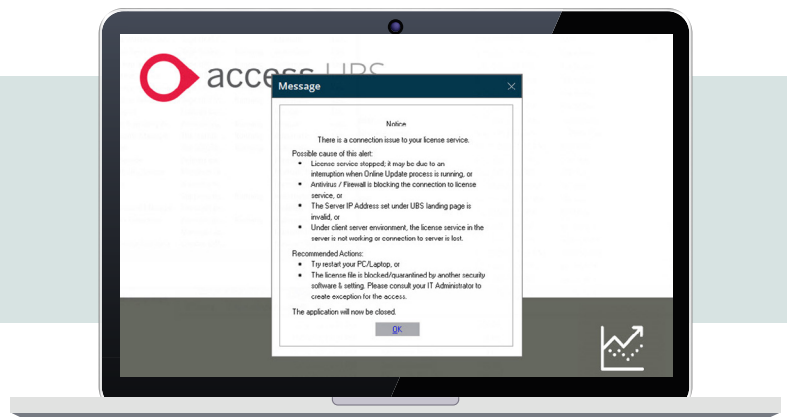 access UBS
Message
Notice
There is a connection issue to your license service.
Possible cause of this alert:
• License service stopped; it may be due to an
interruption when Online Update process is running, or
• Antivirus / Firewall is blocking the connection to license
service, or
• The Server IP Address set under UBS landing page is
invalid, or
• Under client server environment, the license service in the
server is not working or connection to server is lost.
Recommended Actions:
• Try restart your PC/Laptop, or
• The license file is blocked/quarantined by another security
software & setting. Please consult your IT Administrator to
create exception for the access.
The application will now be closed.
OK